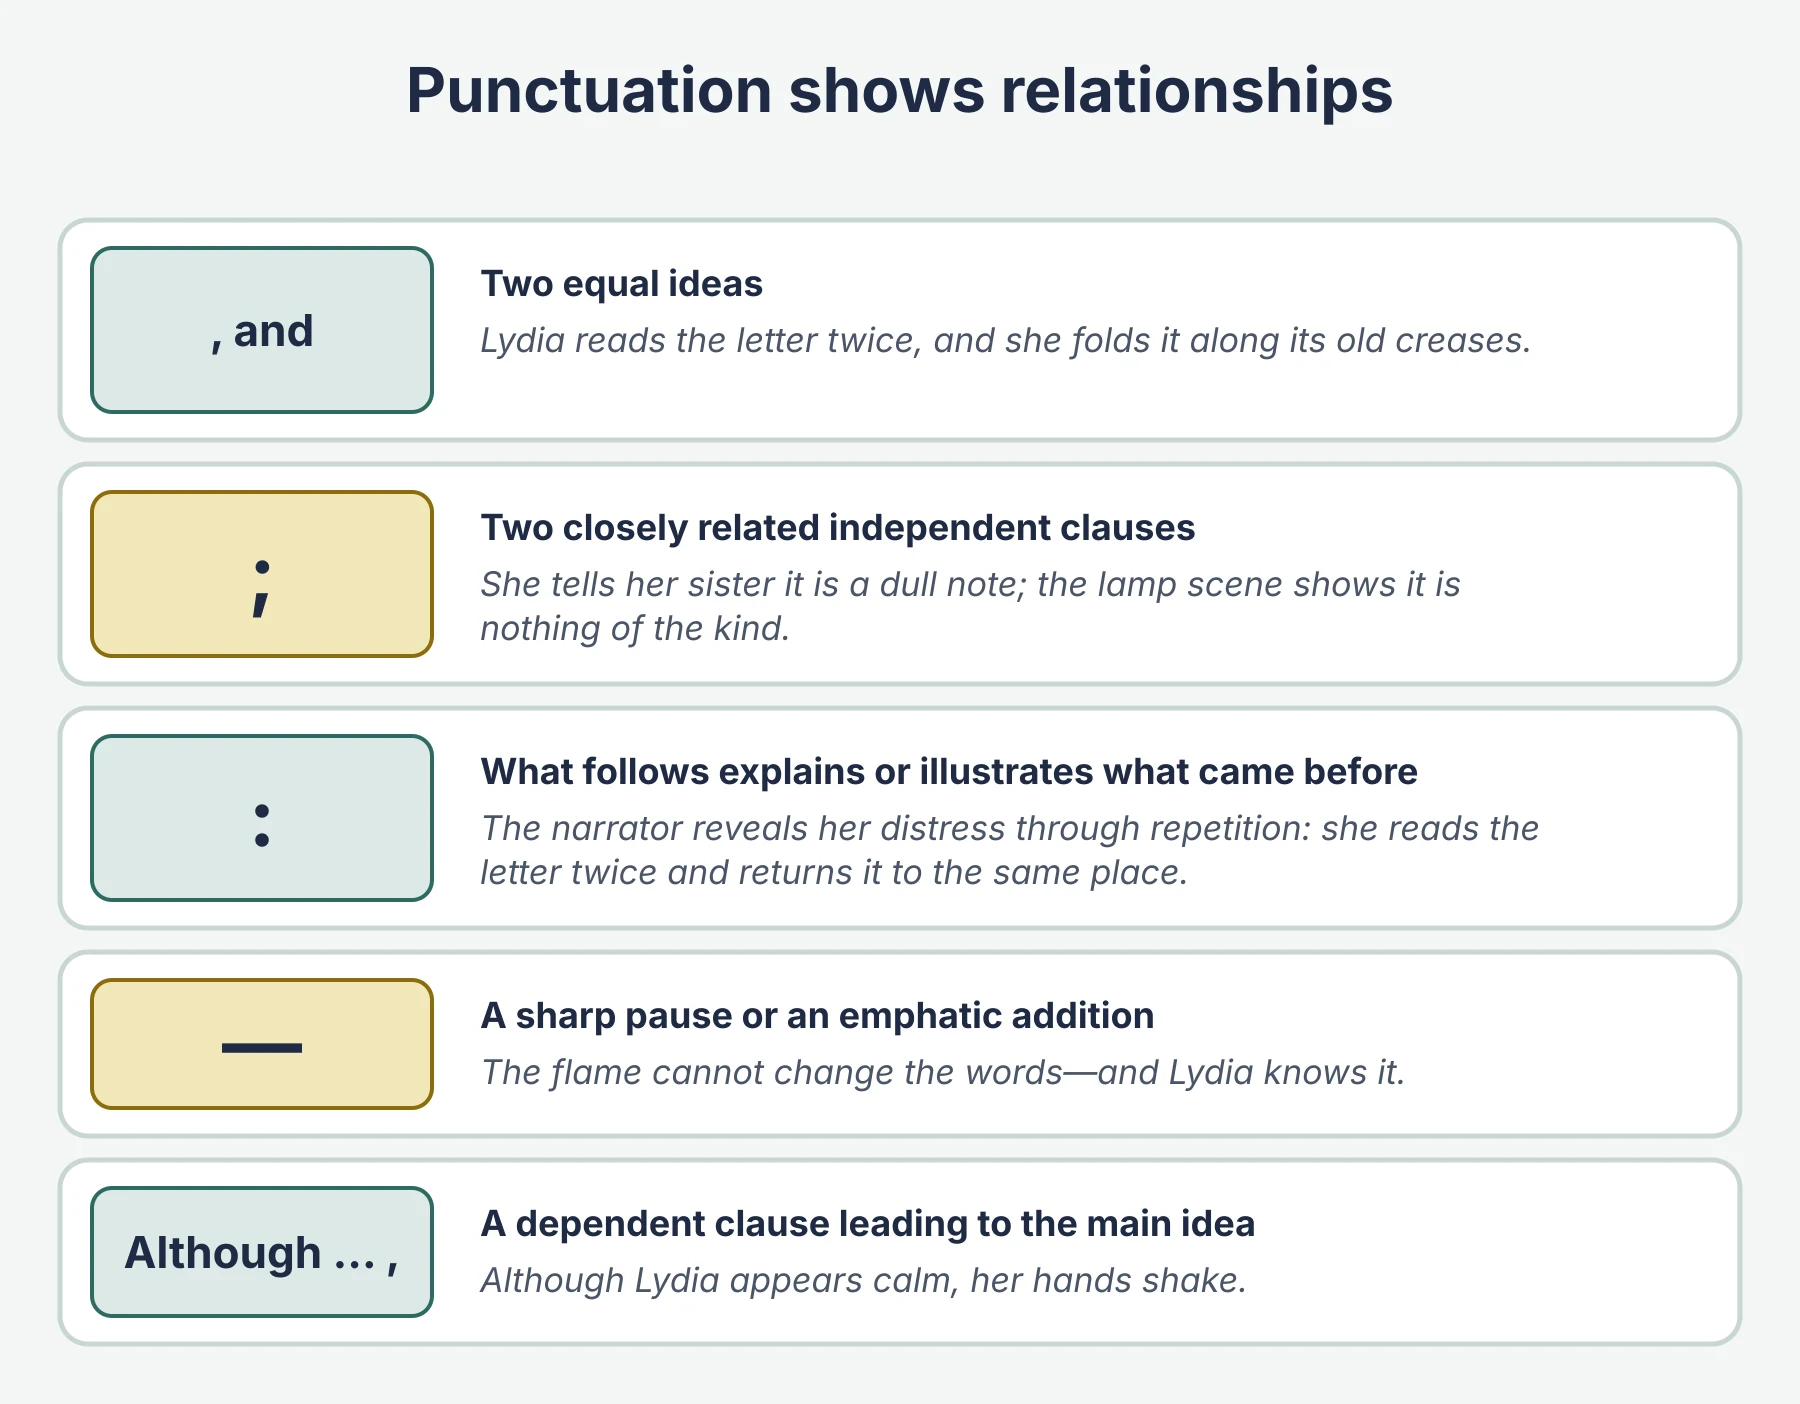 Punctuation shows relationships
, and
Two equal ideas
Lydia reads the letter twice, and she folds it along its old creases.
;
Two closely related independent clauses
She tells her sister it is a dull note; the lamp scene shows it is
nothing of the kind.
:
What follows explains or illustrates what came before
The narrator reveals her distress through repetition: she reads the
letter twice and returns it to the same place.
—
A sharp pause or an emphatic addition
The flame cannot change the words—and Lydia knows it.
Although ... ,
A dependent clause leading to the main idea
Although Lydia appears calm, her hands shake.